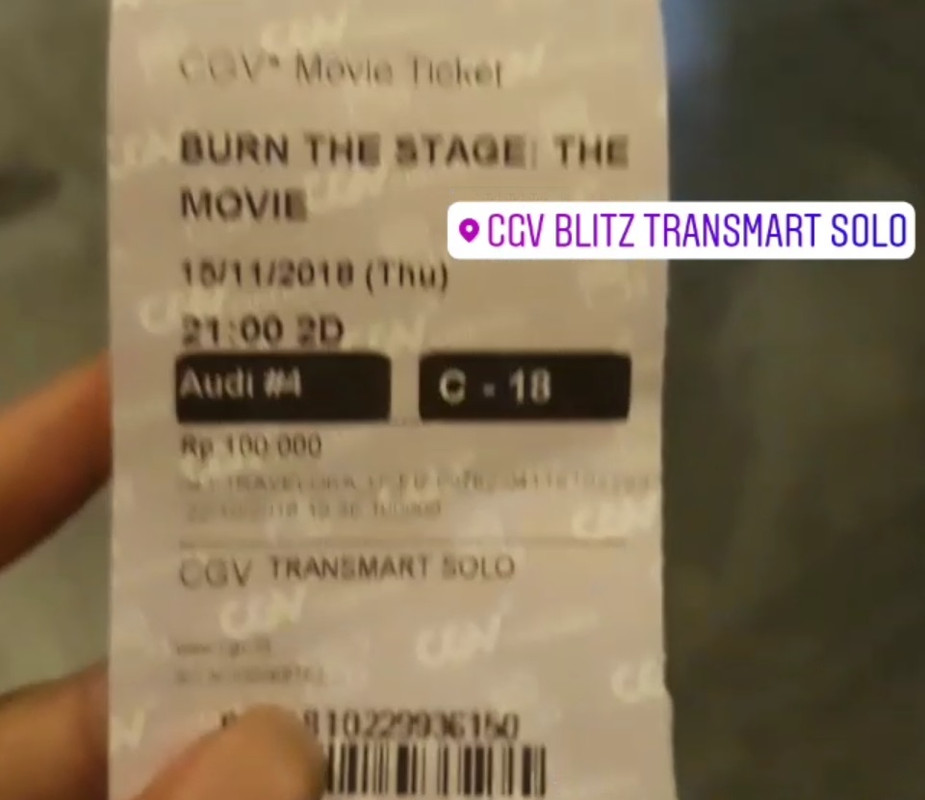 CGV* Movie Ticket
BURN THE STAGE: THE
MOVIE
CGV BLITZ TRANSMART SOLO
15/11/2018 (Thu)
21:00 2D
Audi #4 C - 18
Rp 100.000
CGV TRANSMART SOLO
810229936150